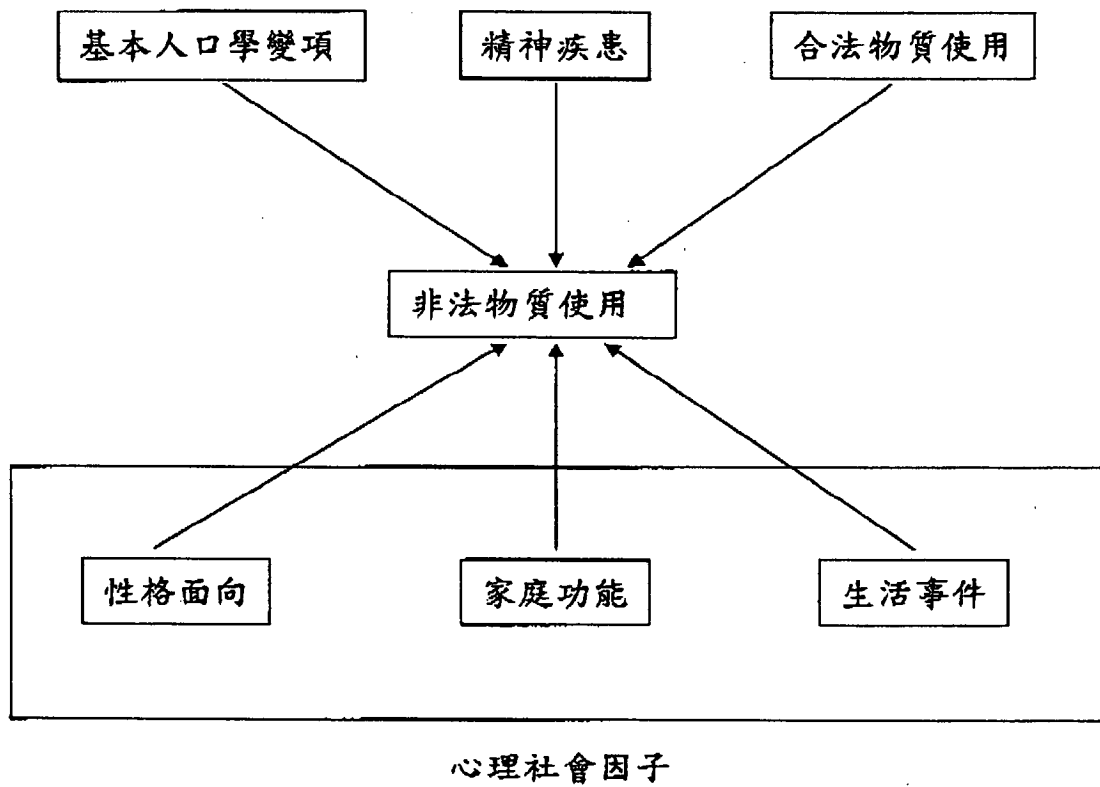 基本人口學變項
精神疾患
合法物質使用
非法物質使用
性格面向
家庭功能
生活事件
心理社會因子